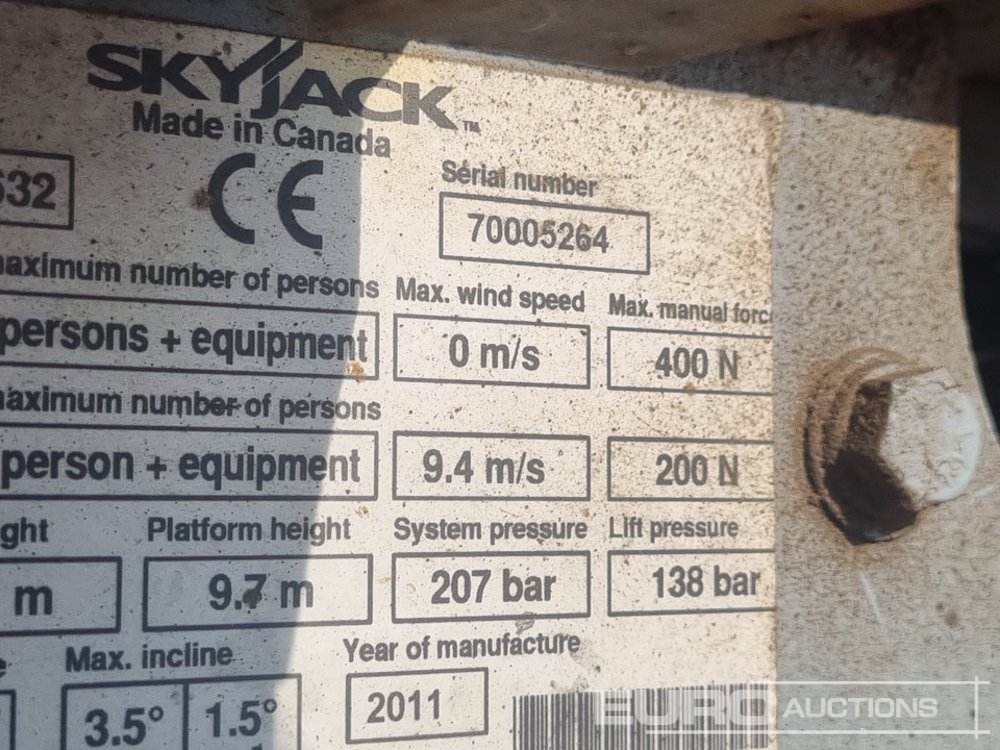 SKYJACK™
Made in Canada
CE
632
Serial number
70005264
maximum number of persons Max. wind speed Max. manual force
persons + equipment 0 m/s 400 N
maximum number of persons
person + equipment 9.4 m/s 200 N
ght Platform height System pressure Lift pressure
m 9.7 m 207 bar 138 bar
e Max. incline Year of manufacture
3.5° 1.5° 2011
EURO AUCTIONS